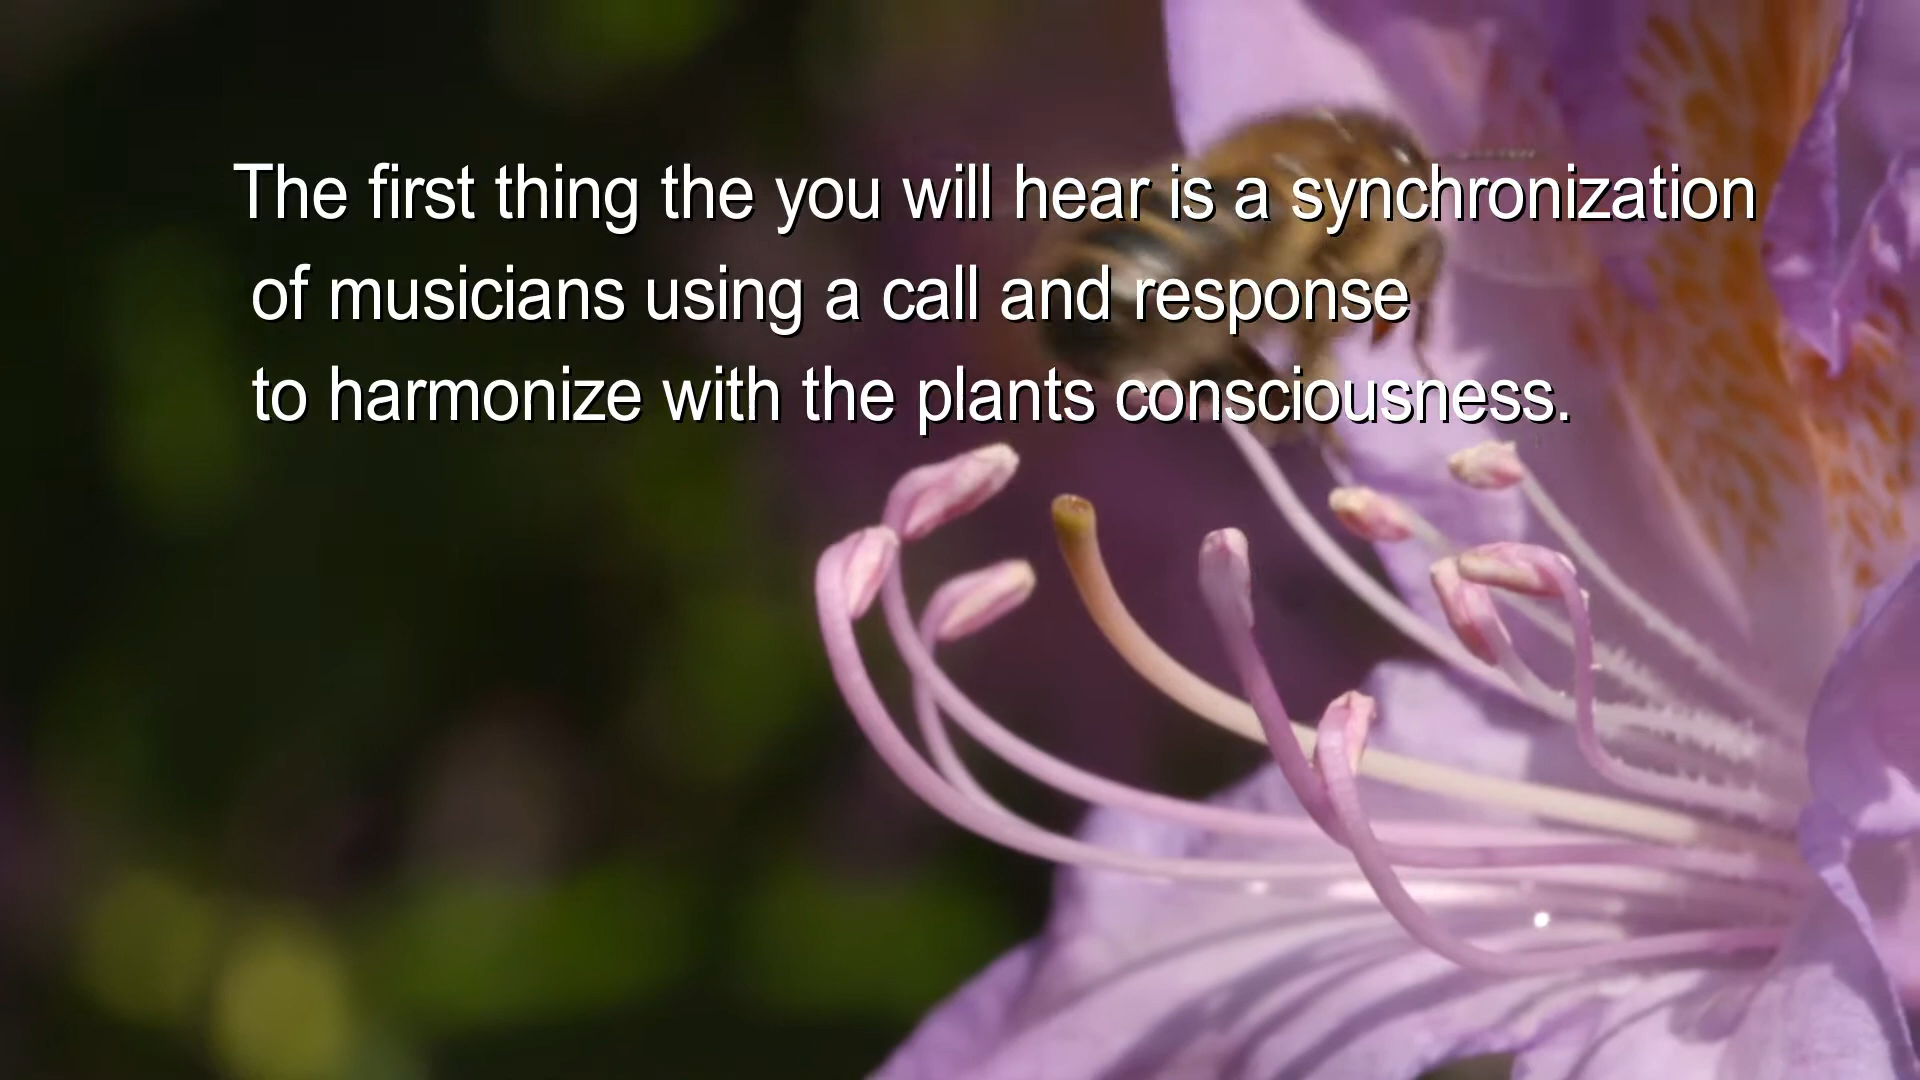 The first thing the you will hear is a synchronization
of musicians using a call and response
to harmonize with the plants consciousness.